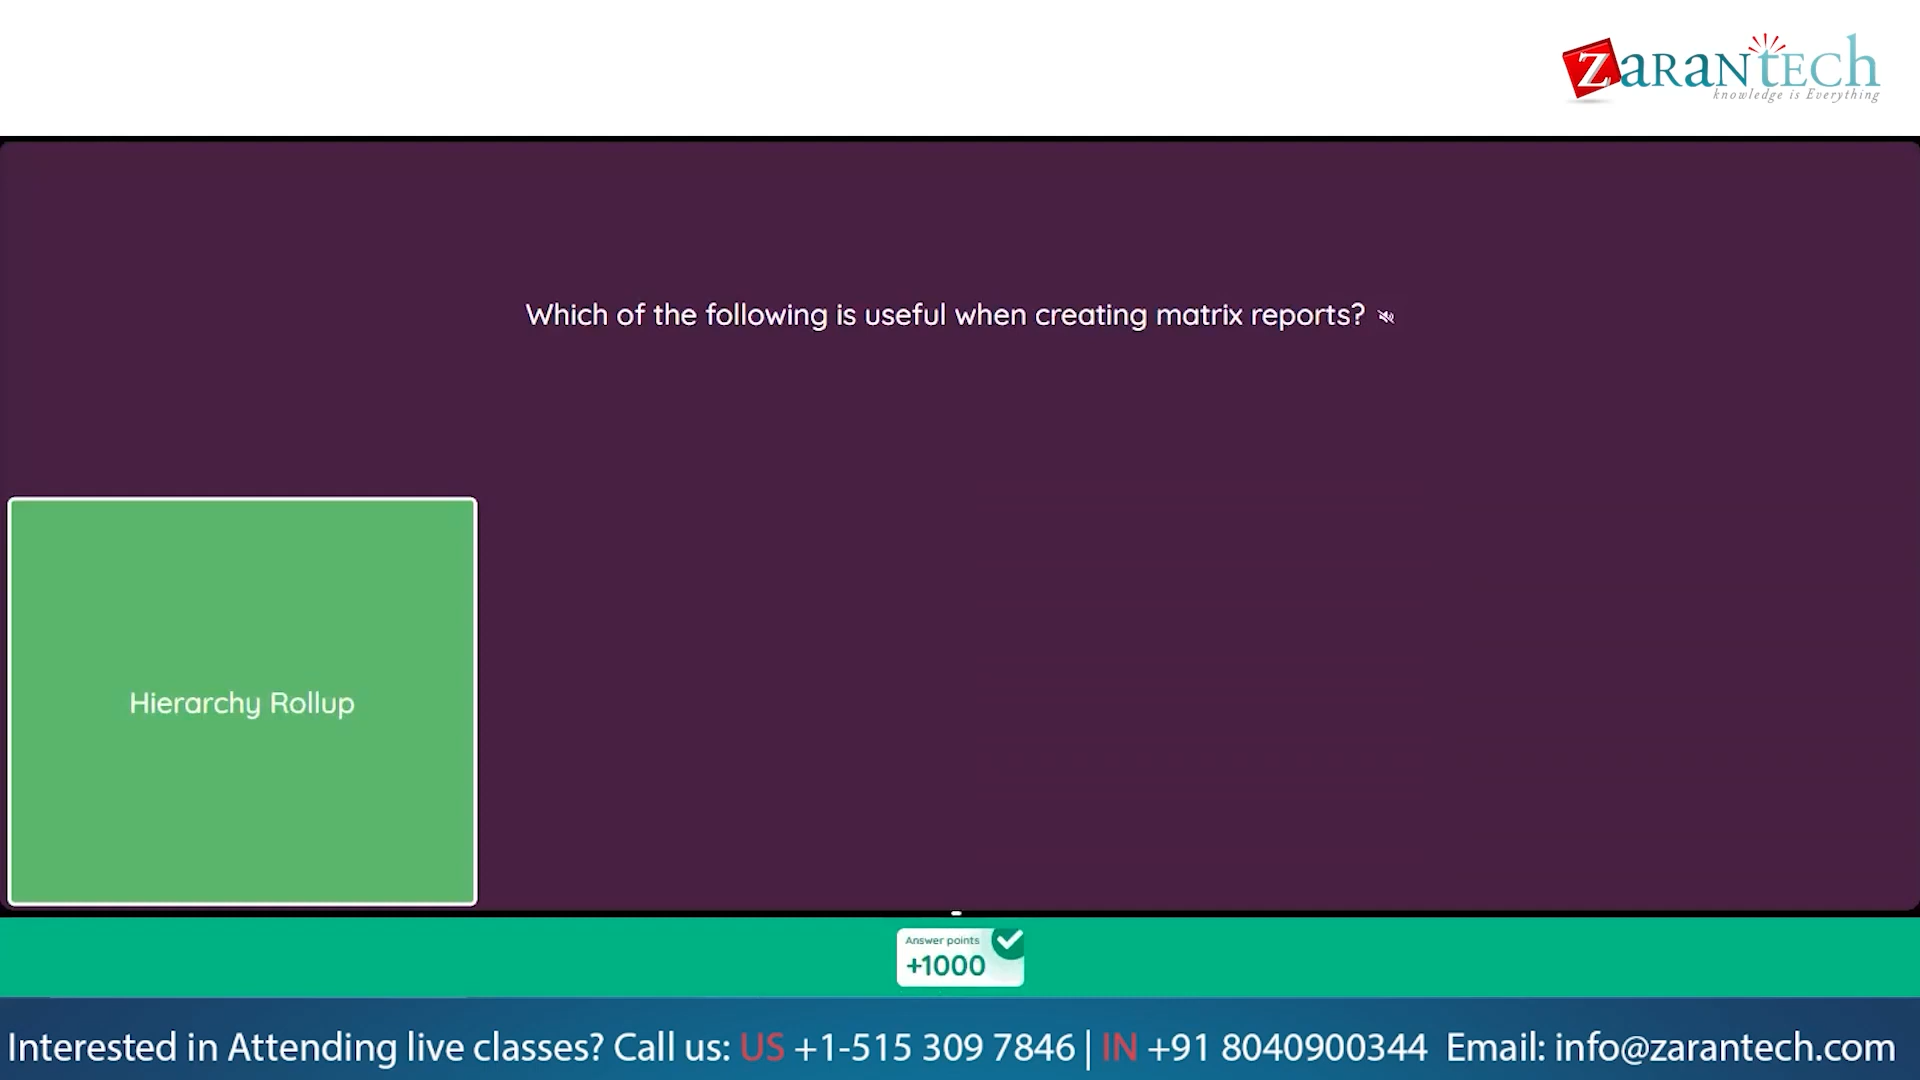 ZARANTECH
knowledge is Everything
Which of the following is useful when creating matrix reports?
Hierarchy Rollup
Answer points
+1000
Interested in Attending live classes? Call us: US +1-515 309 7846 | IN +91 8040900344 Email: info@zarantech.com